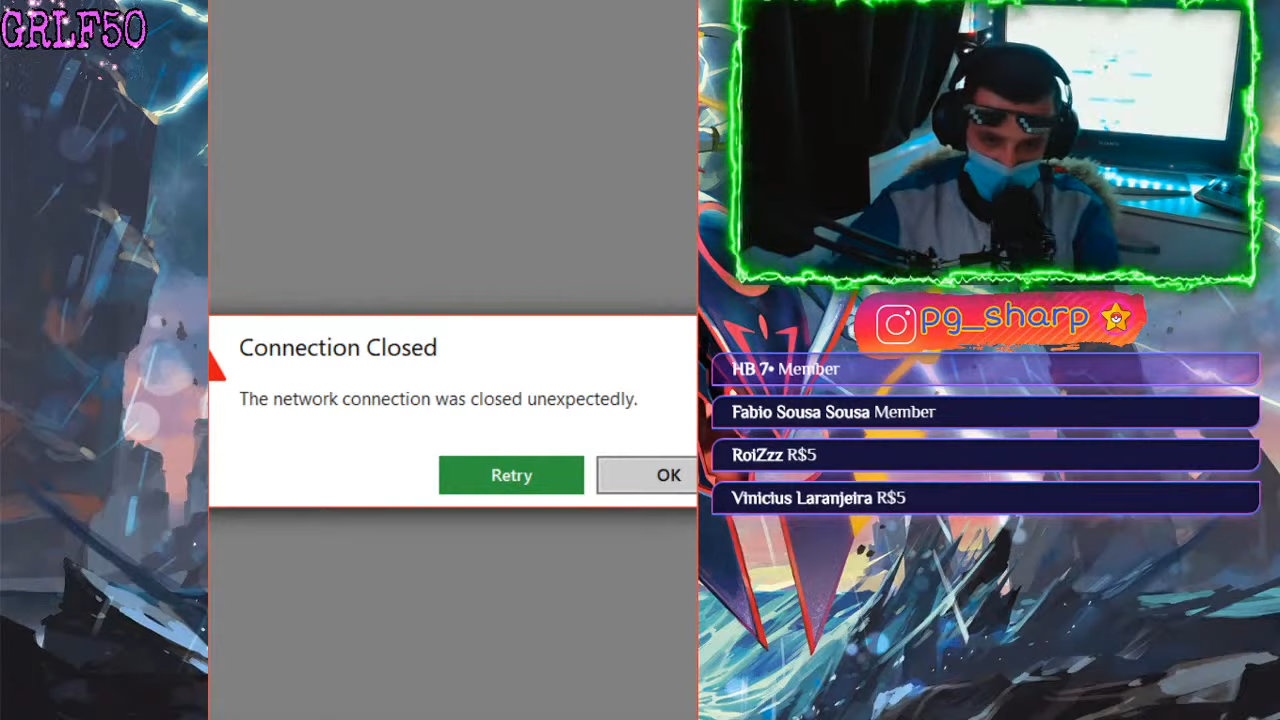 GRLF50
Connection Closed
The network connection was closed unexpectedly.
Retry
OK
pg_sharp
HB 7• Member
Fabio Sousa Sousa Member
RoiZzz R$5
Vinicius Laranjeira R$5